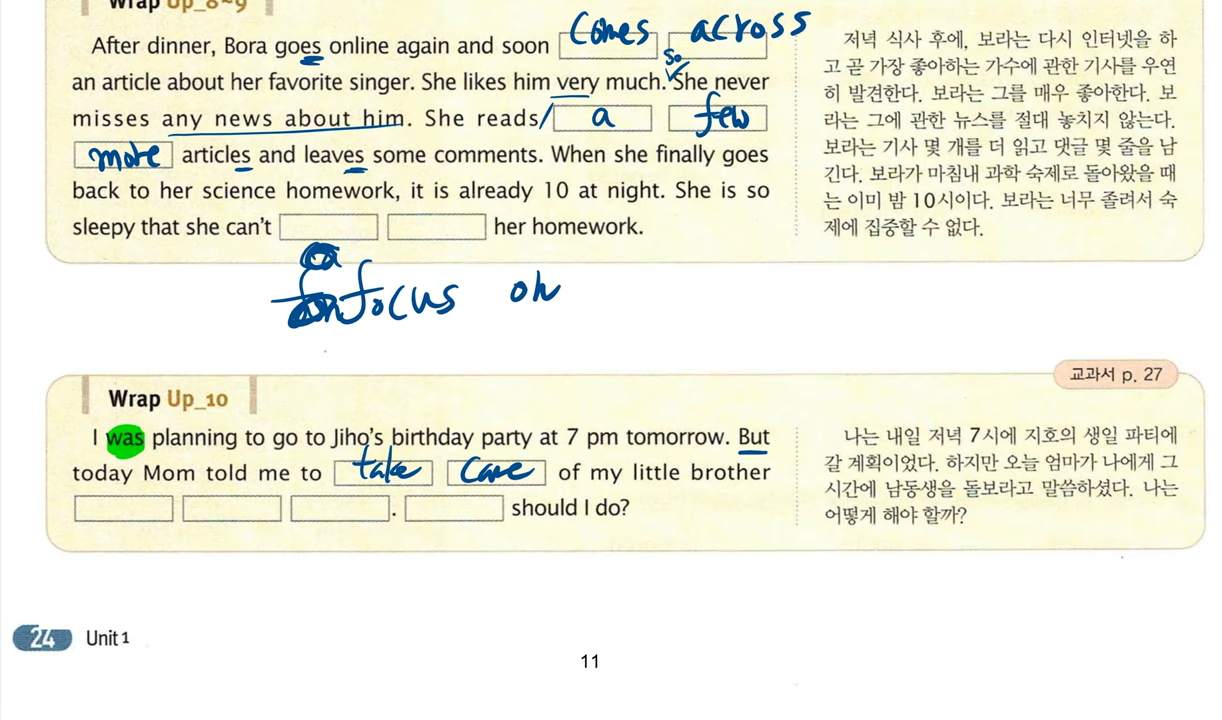 Wrap Up_8~9
After dinner, Bora goes online again and soon comes across
an article about her favorite singer. She likes him very much. so She never
misses any news about him. She reads / a few
more articles and leaves some comments. When she finally goes
back to her science homework, it is already 10 at night. She is so
sleepy that she can't her homework.
focus on
저녁 식사 후에, 보라는 다시 인터넷을 하
고 곧 가장 좋아하는 가수에 관한 기사를 우연
히 발견한다. 보라는 그를 매우 좋아한다. 보
라는 그에 관한 뉴스를 절대 놓치지 않는다.
보라는 기사 몇 개를 더 읽고 댓글 몇 줄을 남
긴다. 보라가 마침내 과학 숙제로 돌아왔을 때
는 이미 밤 10시이다. 보라는 너무 졸려서 숙
제에 집중할 수 없다.
교과서 p. 27
Wrap Up_10
I was planning to go to Jiho's birthday party at 7 pm tomorrow. But
today Mom told me to take care of my little brother
. should I do?
나는 내일 저녁 7시에 지호의 생일 파티에
갈 계획이었다. 하지만 오늘 엄마가 나에게 그
시간에 남동생을 돌보라고 말씀하셨다. 나는
어떻게 해야 할까?
24 Unit 1
11